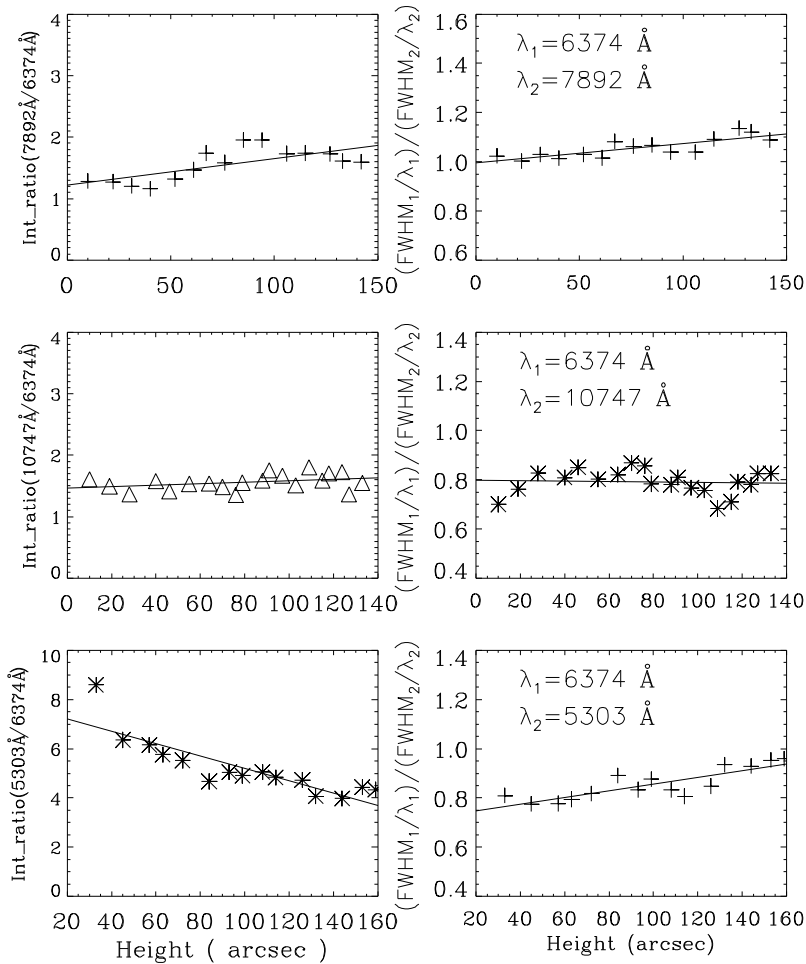 Int_ratio(7892Å/6374Å)
4
3
2
1
0
0 50 100 150
(FWHM₁/λ₁)/(FWHM₂/λ₂)
1.6
1.4
1.2
1.0
0.8
0.6
λ₁=6374 Å
λ₂=7892 Å
0 50 100 150
Int_ratio(10747Å/6374Å)
4
3
2
1
0
0 20 40 60 80 100 120 140
(FWHM₁/λ₁)/(FWHM₂/λ₂)
1.4
1.2
1.0
0.8
0.6
0.4
λ₁=6374 Å
λ₂=10747 Å
0 20 40 60 80 100 120 140
Int_ratio(5303Å/6374Å)
10
8
6
4
2
0
20 40 60 80 100 120 140 160
Height ( arcsec )
(FWHM₁/λ₁)/(FWHM₂/λ₂)
1.4
1.2
1.0
0.8
0.6
0.4
λ₁=6374 Å
λ₂=5303 Å
20 40 60 80 100 120 140 160
Height (arcsec)